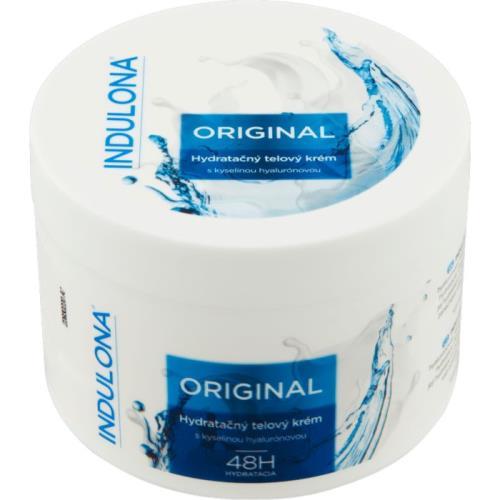 INDULONA
ORIGINAL
Hydratačný telový krém
s kyselinou hyalurónovou
INDULONA
ORIGINAL
Hydratačný telový krém
s kyselinou hyalurónovou
48H
HYDRATÁCIA